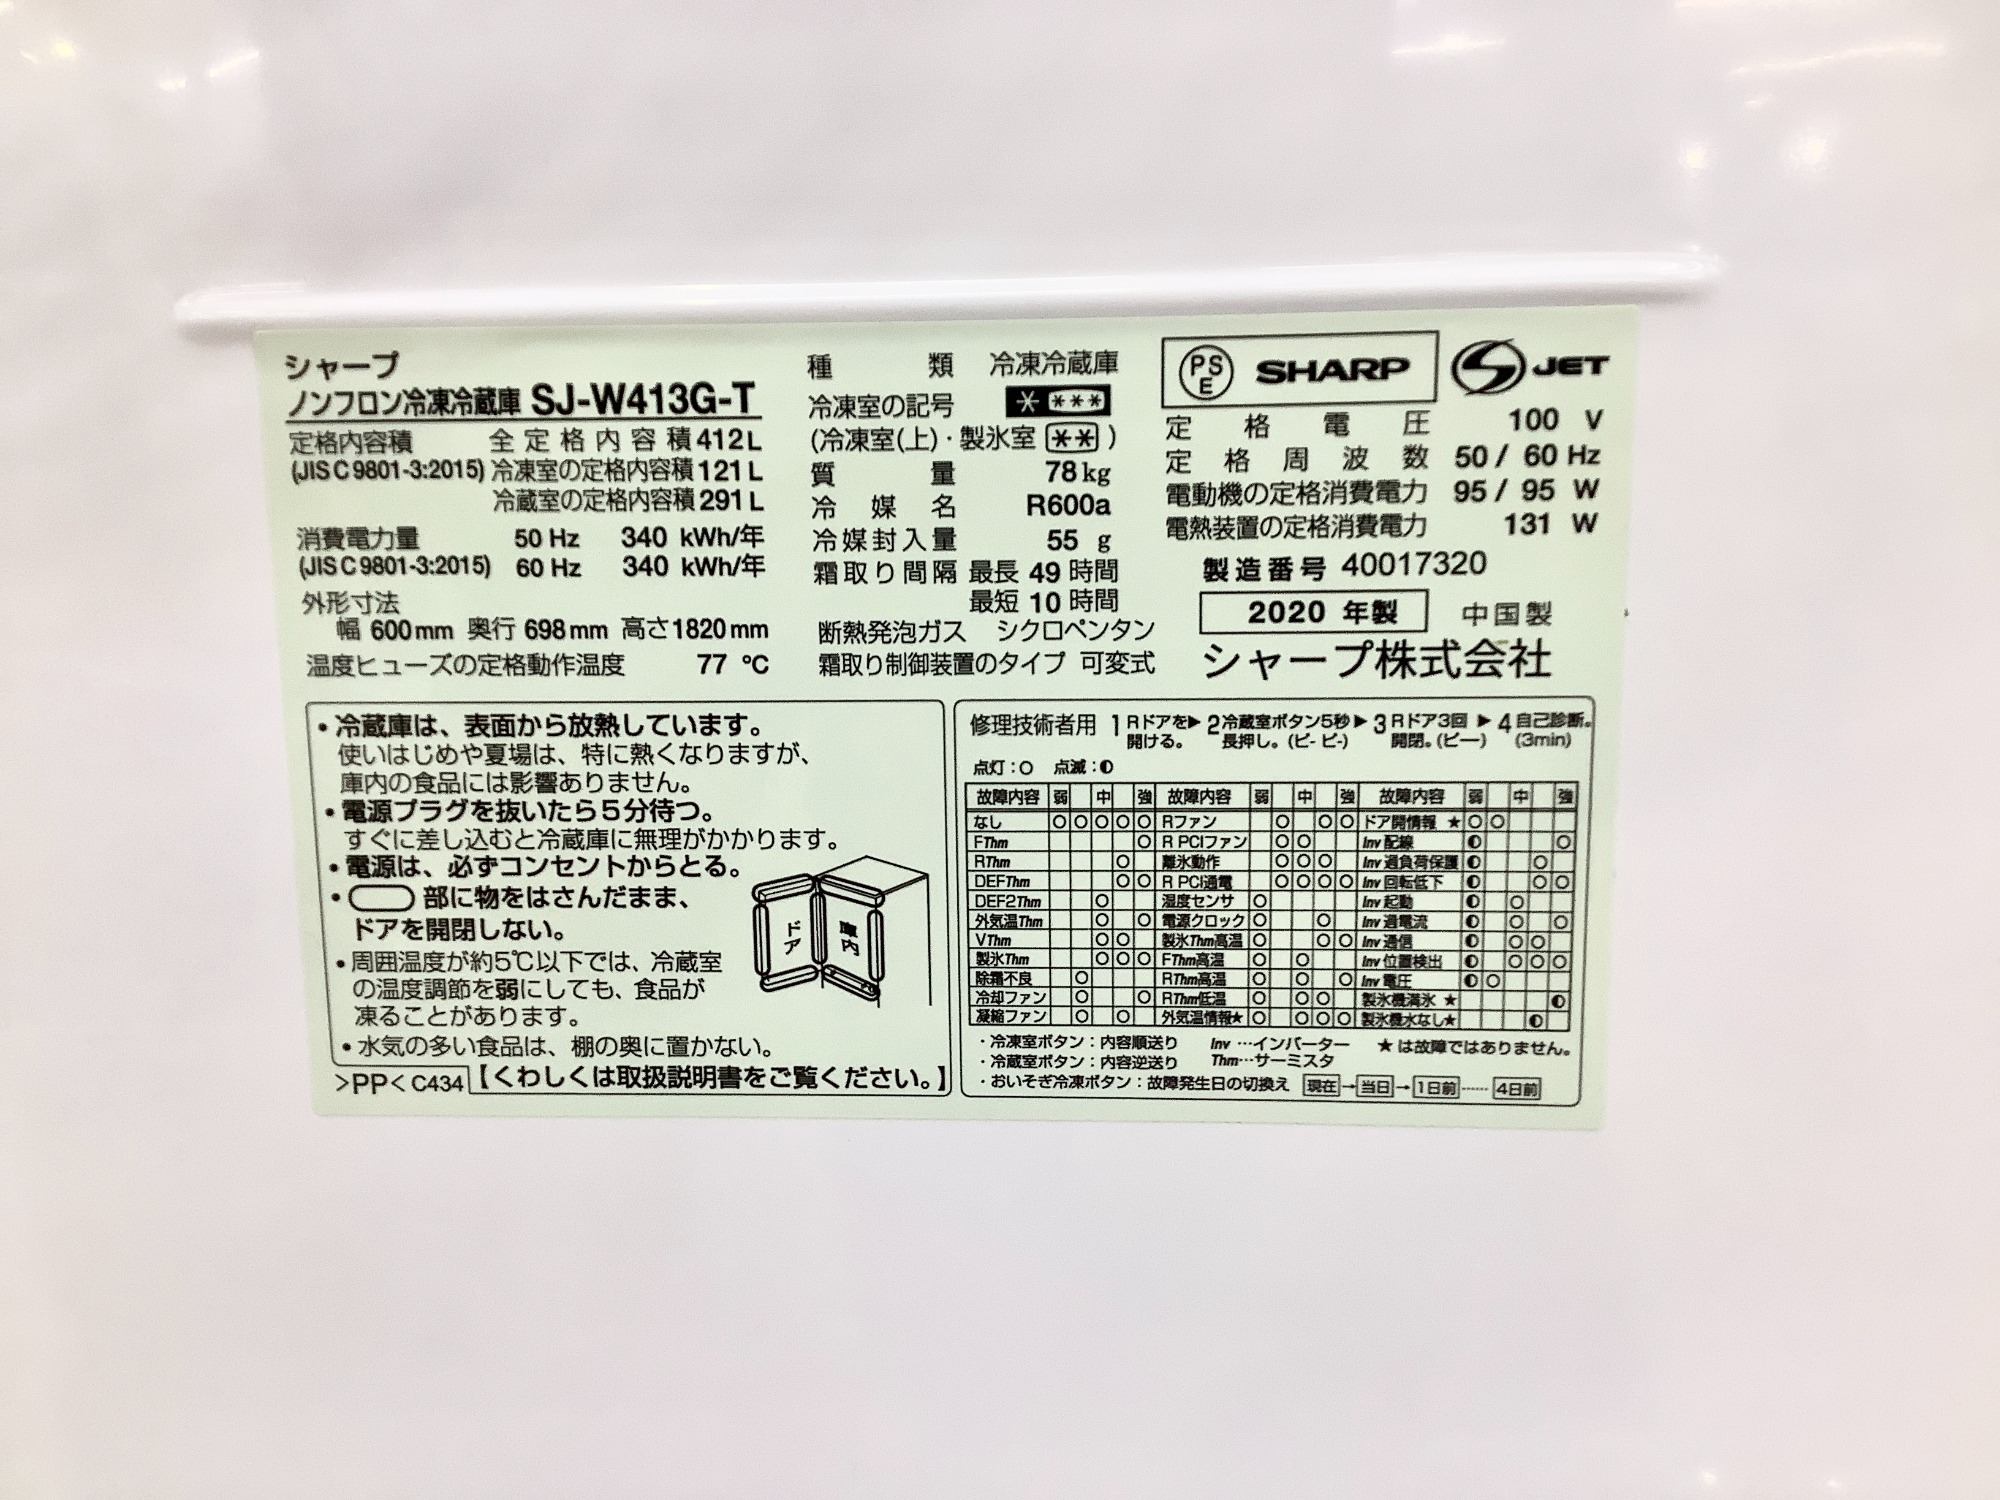 シャープ
ノンフロン冷凍冷蔵庫 SJ-W413G-T
定格内容積 全定格内容積 412L
(JIS C 9801-3:2015) 冷凍室の定格内容積 121L
冷蔵室の定格内容積 291L
消費電力量 50 Hz 340 kWh/年
(JIS C 9801-3:2015) 60 Hz 340 kWh/年
外形寸法
幅 600mm 奥行 698mm 高さ1820mm
温度ヒューズの定格動作温度 77 ℃
種類 冷凍冷蔵庫
冷凍室の記号 * ***
(冷凍室(上)・製氷室 ** )
質量 78kg
冷媒名 R600a
冷媒封入量 55 g
霜取り間隔 最長 49 時間
最短 10 時間
断熱発泡ガス シクロペンタン
霜取り制御装置のタイプ 可変式
PSE SHARP JET
定格電圧 100 V
定格周波数 50/ 60 Hz
電動機の定格消費電力 95/ 95 W
電熱装置の定格消費電力 131 W
製造番号 40017320
2020 年製 中国製
シャープ株式会社
・冷蔵庫は、表面から放熱しています。
使いはじめや夏場は、特に熱くなりますが、
庫内の食品には影響ありません。
・電源プラグを抜いたら5分待つ。
すぐに差し込むと冷蔵庫に無理がかかります。
・電源は、必ずコンセントからとる。
・ 部に物をはさんだまま、
ドアを開閉しない。
ドア 庫内
・周囲温度が約5℃以下では、冷蔵室
の温度調節を弱にしても、食品が
凍ることがあります。
・水気の多い食品は、棚の奥に置かない。
>PP< C434 【くわしくは取扱説明書をご覧ください。】
修理技術者用 1 Rドアを開ける。 ▶ 2 冷蔵室ボタン5秒長押し。(ピ- ピ-) ▶ 3 Rドア3回開閉。(ピー) ▶ 4 自己診断。(3min)
点灯:○ 点滅:◐
故障内容 弱 中 強 故障内容 弱 中 強 故障内容 弱 中 強
なし ○ ○ ○ ○ ○ Rファン ○ ○ ○ ドア開情報 ★ ○ ○
FThm ○ R PCIファン ○ ○ Inv 配線 ◐ ○
RThm ○ 離氷動作 ○ ○ ○ Inv 過負荷保護 ◐ ○
DEFThm ○ ○ R PCI通電 ○ ○ ○ ○ Inv 回転低下 ◐ ○ ○
DEF2Thm ○ 湿度センサ ○ Inv 起動 ◐ ○
外気温Thm ○ ○ 電源クロック ○ ○ Inv 過電流 ◐ ○ ○
VThm ○ ○ 製氷Thm高温 ○ ○ ○ Inv 通信 ◐ ○ ○
製氷Thm ○ ○ ○ FThm高温 ○ ○ Inv 位置検出 ◐ ○ ○ ○
除霜不良 ○ RThm高温 ○ ○ ○ Inv 電圧 ◐ ○
冷却ファン ○ ○ RThm低温 ○ ○ ○ 製氷機満氷 ★ ◐
凝縮ファン ○ ○ 外気温情報★ ○ ○ ○ ○ 製氷機水なし★ ◐
・冷凍室ボタン:内容順送り Inv …インバーター ★は故障ではありません。
・冷蔵室ボタン:内容逆送り Thm…サーミスタ
・おいそぎ冷凍ボタン:故障発生日の切換え 現在→当日→1日前……4日前